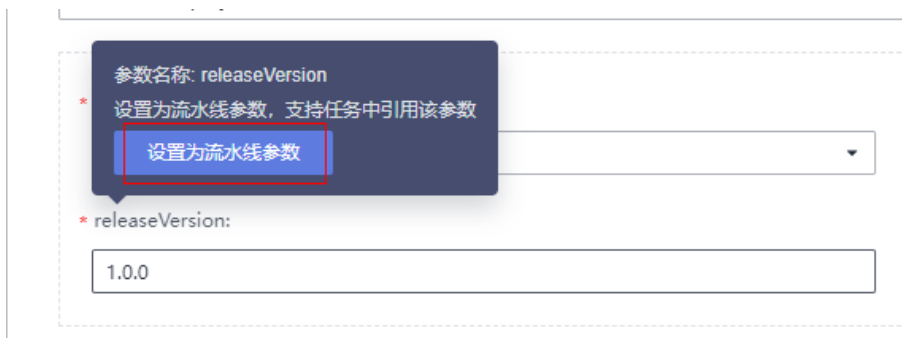 参数名称: releaseVersion
设置为流水线参数，支持任务中引用该参数
设置为流水线参数
* 
* releaseVersion:
1.0.0